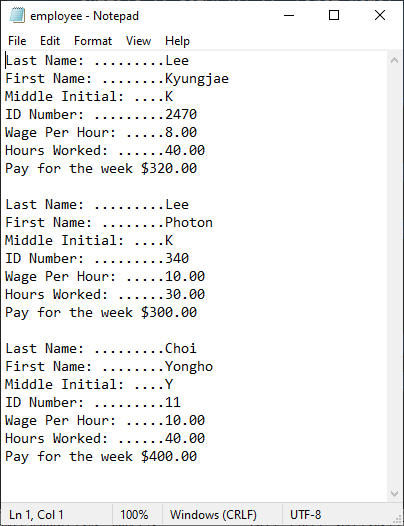 employee - Notepad
File Edit Format View Help
Last Name: .........Lee
First Name: ........Kyungjae
Middle Initial: ....K
ID Number: .........2470
Wage Per Hour: .....8.00
Hours Worked: ......40.00
Pay for the week $320.00

Last Name: .........Lee
First Name: ........Photon
Middle Initial: ....K
ID Number: .........340
Wage Per Hour: .....10.00
Hours Worked: ......30.00
Pay for the week $300.00

Last Name: .........Choi
First Name: ........Yongho
Middle Initial: ....Y
ID Number: .........11
Wage Per Hour: .....10.00
Hours Worked: ......40.00
Pay for the week $400.00
Ln 1, Col 1 100% Windows (CRLF) UTF-8